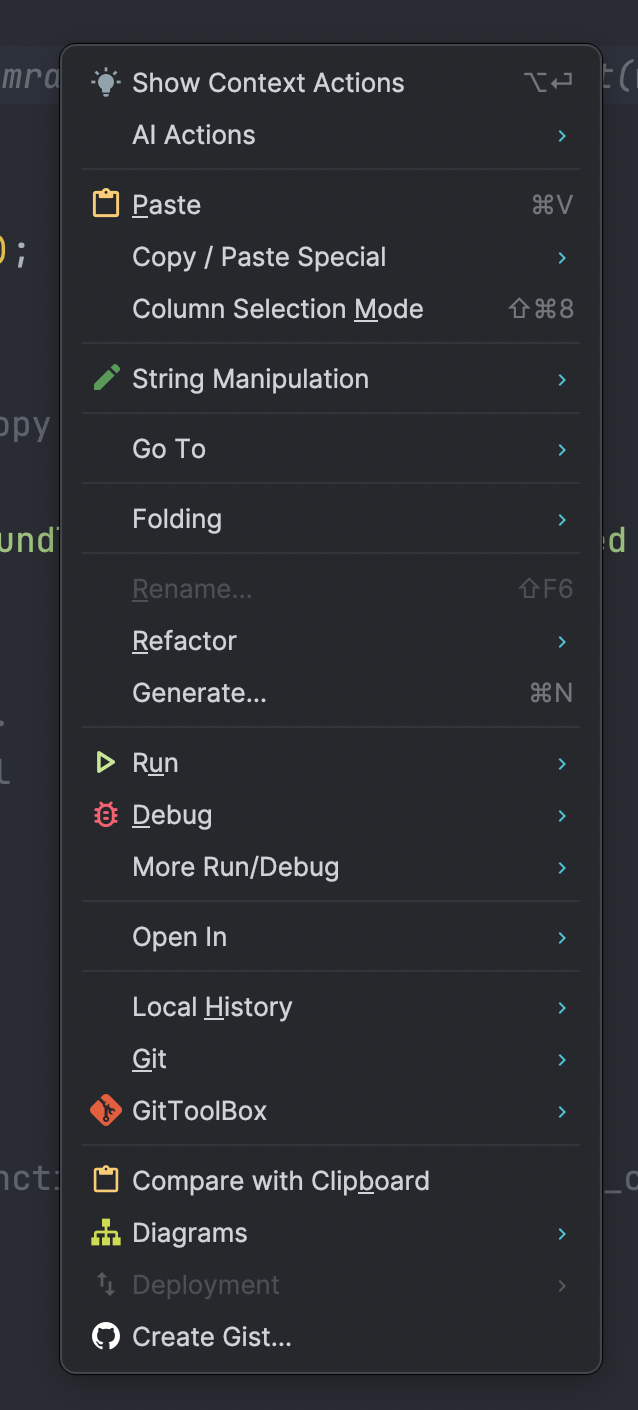 Show Context Actions ⌥↩
AI Actions
Paste ⌘V
0;
Copy / Paste Special
Column Selection Mode ⇧⌘8
String Manipulation
opy
Go To
Folding
Rename... ⇧F6
Refactor
Generate... ⌘N
Run
Debug
More Run/Debug
Open In
Local History
Git
GitToolBox
Compare with Clipboard
Diagrams
Deployment
Create Gist...